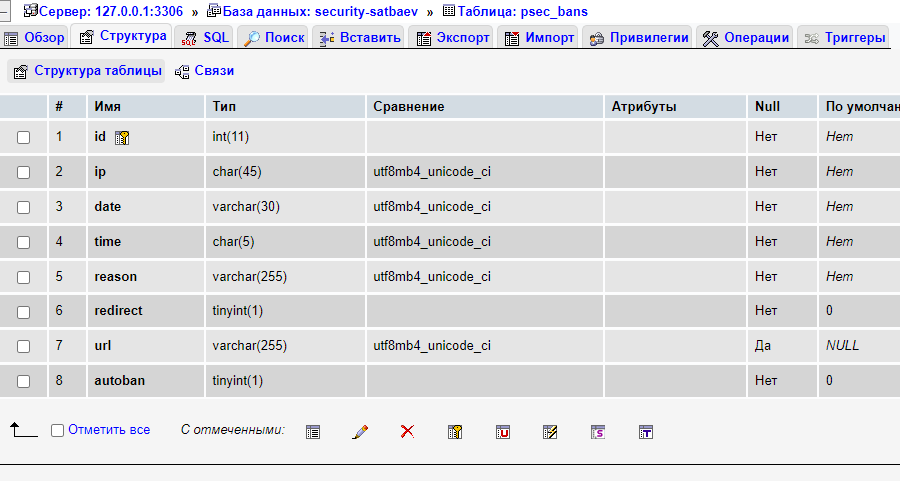 Сервер: 127.0.0.1:3306 » База данных: security-satbaev » Таблица: psec_bans
Обзор Структура SQL Поиск Вставить Экспорт Импорт Привилегии Операции Триггеры
Структура таблицы Связи
# Имя Тип Сравнение Атрибуты Null По умолчан
1 id int(11) Нет Нет
2 ip char(45) utf8mb4_unicode_ci Нет Нет
3 date varchar(30) utf8mb4_unicode_ci Нет Нет
4 time char(5) utf8mb4_unicode_ci Нет Нет
5 reason varchar(255) utf8mb4_unicode_ci Нет Нет
6 redirect tinyint(1) Нет 0
7 url varchar(255) utf8mb4_unicode_ci Да NULL
8 autoban tinyint(1) Нет 0
Отметить все С отмеченными: